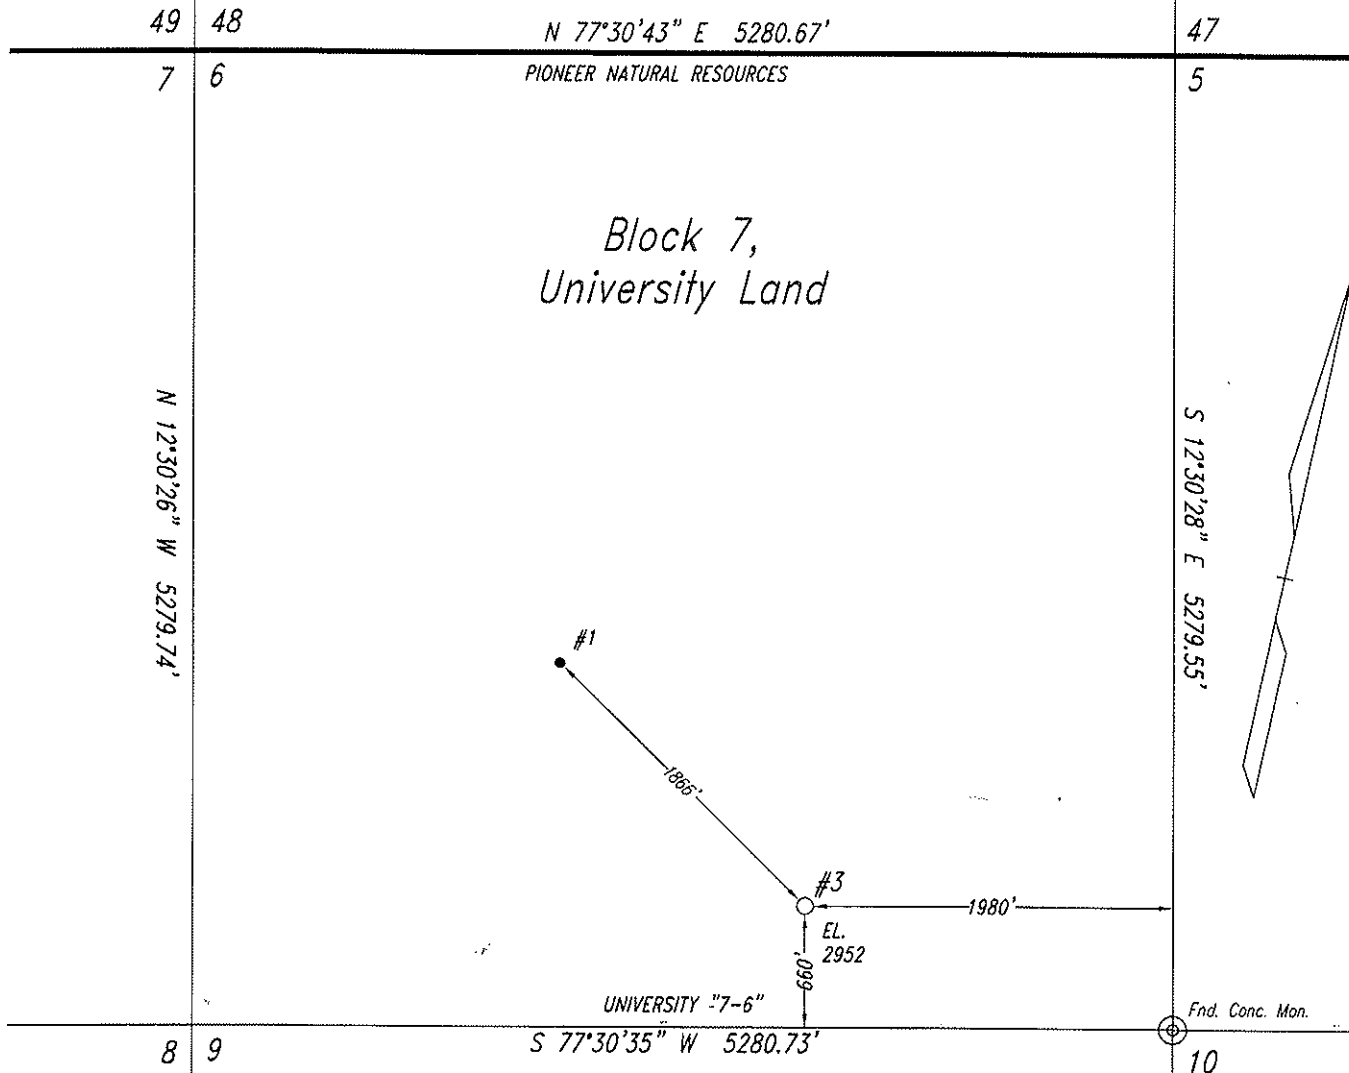 49 48
N 77°30'43" E 5280.67'
47
7 6
PIONEER NATURAL RESOURCES
5
Block 7,
University Land
N 12°30'26" W 5279.74'
S 12°30'28" E 5279.55'
#1
1866'
#3
1980'
EL.
2952
660'
UNIVERSITY "7-6"
Fnd. Conc. Mon.
S 77°30'35" W 5280.73'
8 9
10